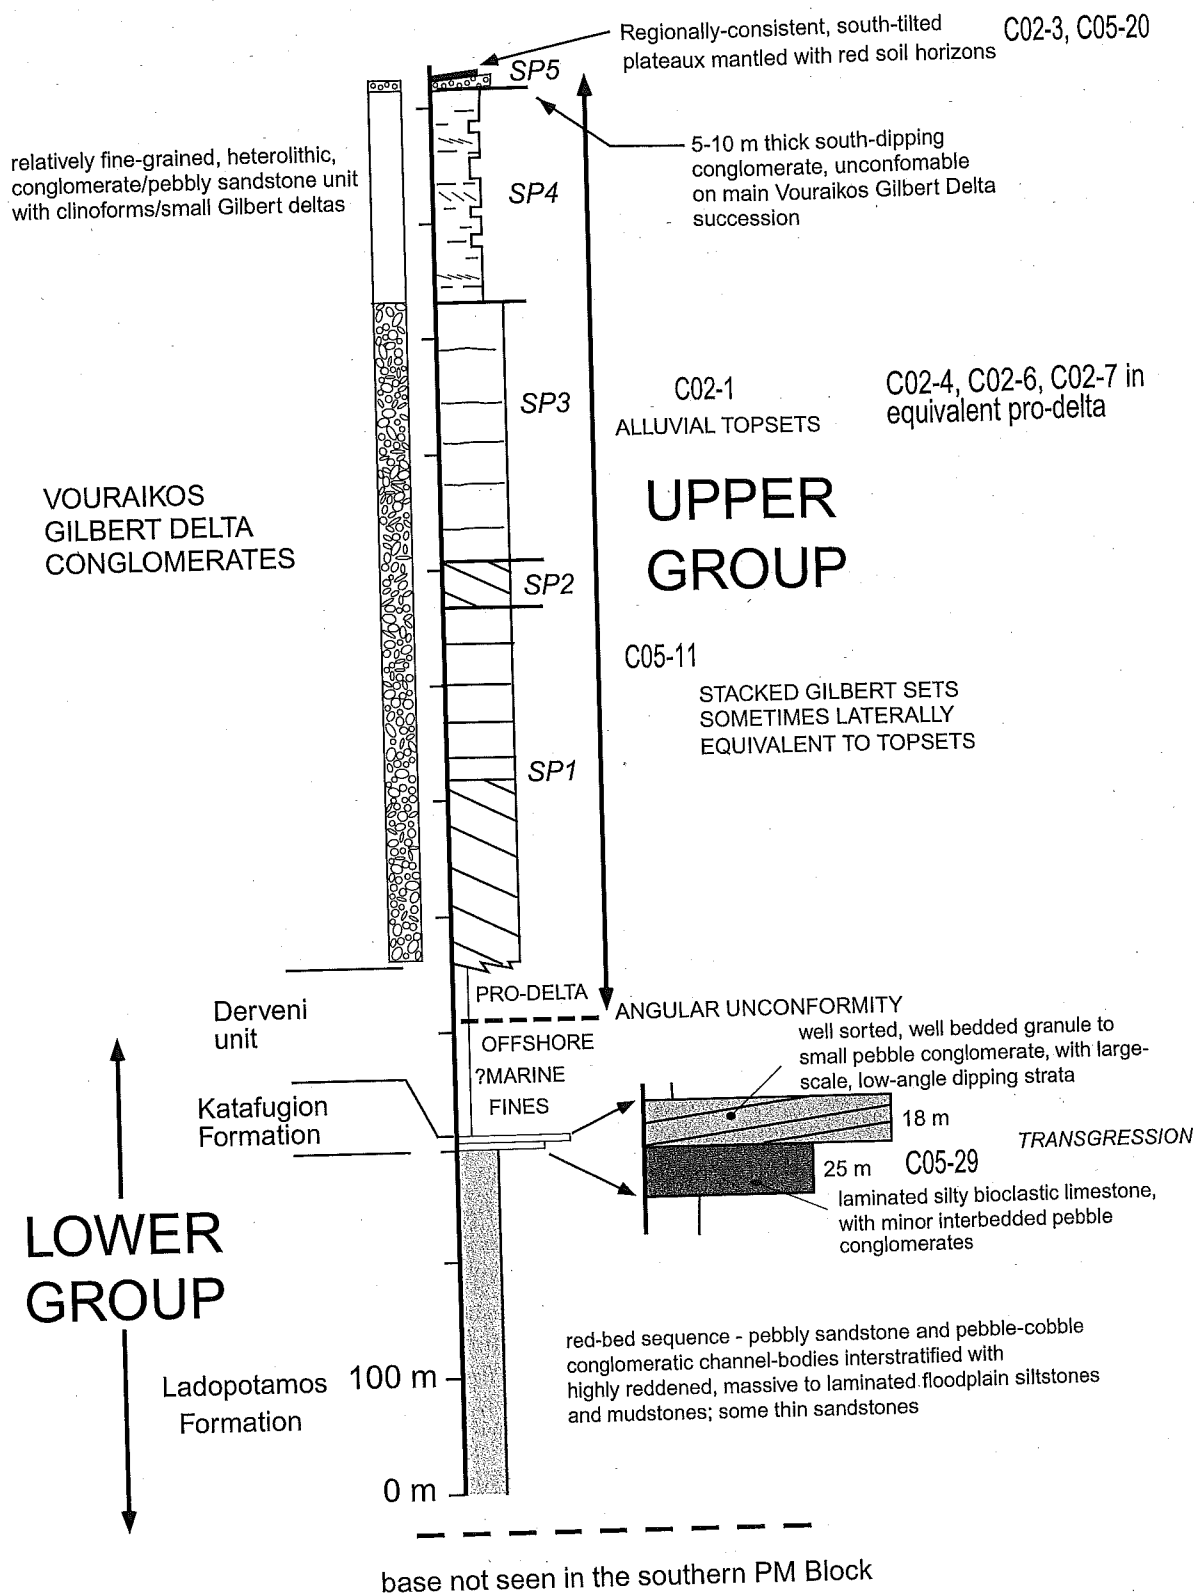 Regionally-consistent, south-tilted
plateaux mantled with red soil horizons
C02-3, C05-20
SP5
5-10 m thick south-dipping
conglomerate, unconfomable
on main Vouraikos Gilbert Delta
succession
relatively fine-grained, heterolithic,
conglomerate/pebbly sandstone unit
with clinoforms/small Gilbert deltas
SP4
SP3
C02-1
ALLUVIAL TOPSETS
C02-4, C02-6, C02-7 in
equivalent pro-delta
VOURAIKOS
GILBERT DELTA
CONGLOMERATES
UPPER
GROUP
SP2
C05-11
STACKED GILBERT SETS
SOMETIMES LATERALLY
EQUIVALENT TO TOPSETS
SP1
PRO-DELTA
ANGULAR UNCONFORMITY
Derveni
unit
OFFSHORE
?MARINE
FINES
well sorted, well bedded granule to
small pebble conglomerate, with large-
scale, low-angle dipping strata
Katafugion
Formation
18 m
TRANSGRESSION
25 m
C05-29
laminated silty bioclastic limestone,
with minor interbedded pebble
conglomerates
LOWER
GROUP
red-bed sequence - pebbly sandstone and pebble-cobble
conglomeratic channel-bodies interstratified with
highly reddened, massive to laminated floodplain siltstones
and mudstones; some thin sandstones
Ladopotamos
Formation
100 m
0 m
base not seen in the southern PM Block